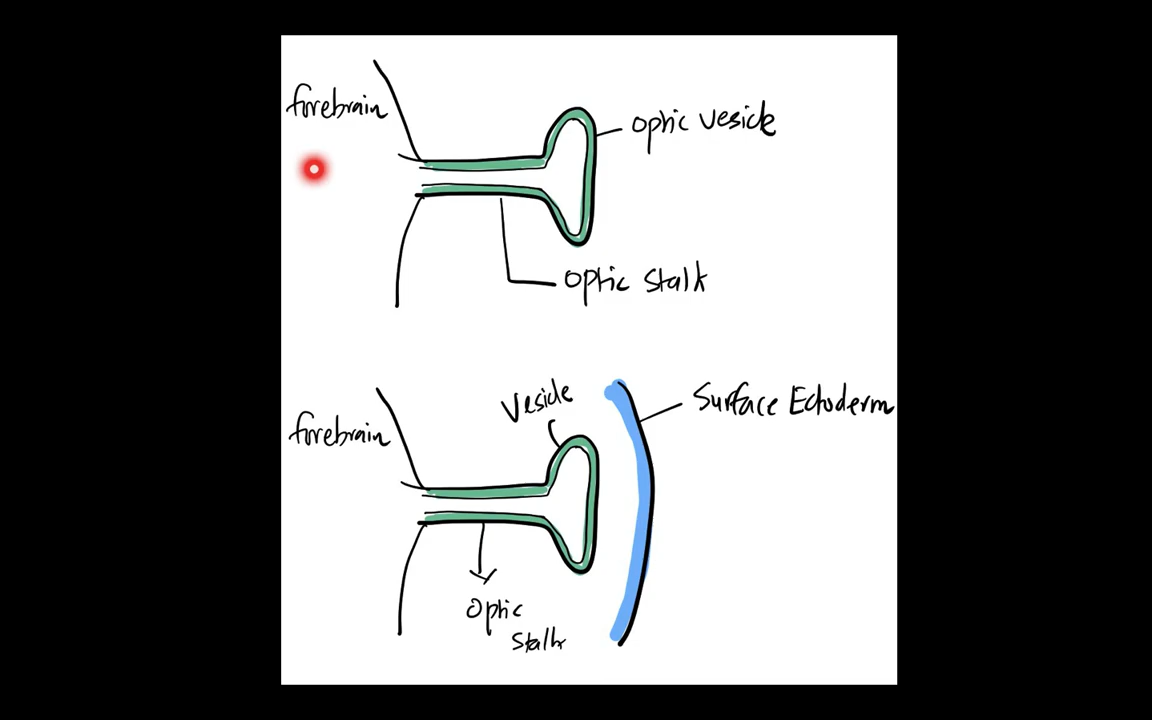 forebrain
optic vesicle
optic stalk
Vesicle
Surface Ectoderm
forebrain
Optic
stalk